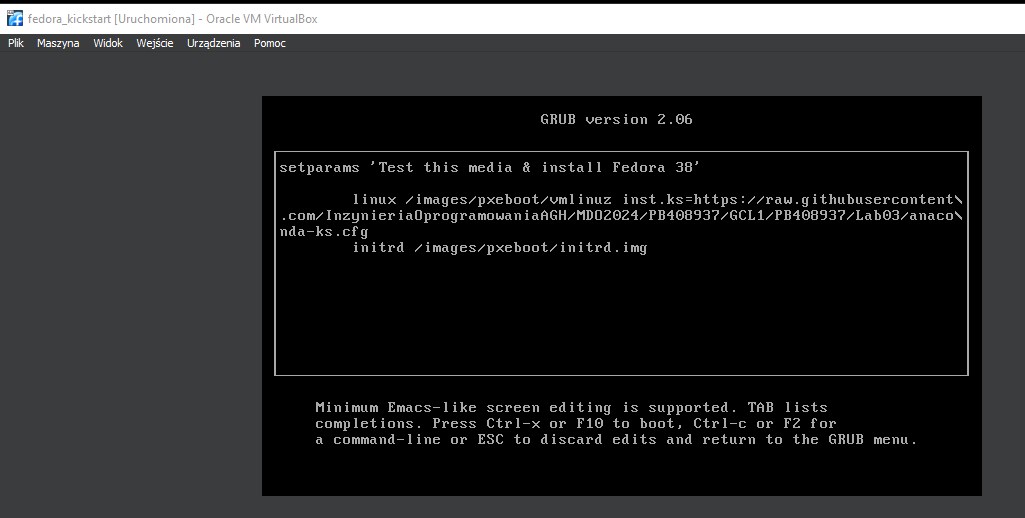 fedora_kickstart [Uruchomiona] - Oracle VM VirtualBox
Plik Maszyna Widok Wejście Urządzenia Pomoc
GRUB version 2.06
setparams 'Test this media & install Fedora 38'
linux /images/pxeboot/vmlinuz inst.ks=https://raw.githubusercontent\
.com/InzynieriaOprogramowaniaAGH/MDO2024/PB408937/GCL1/PB408937/Lab03/anaco\
nda-ks.cfg
initrd /images/pxeboot/initrd.img
Minimum Emacs-like screen editing is supported. TAB lists
completions. Press Ctrl-x or F10 to boot, Ctrl-c or F2 for
a command-line or ESC to discard edits and return to the GRUB menu.